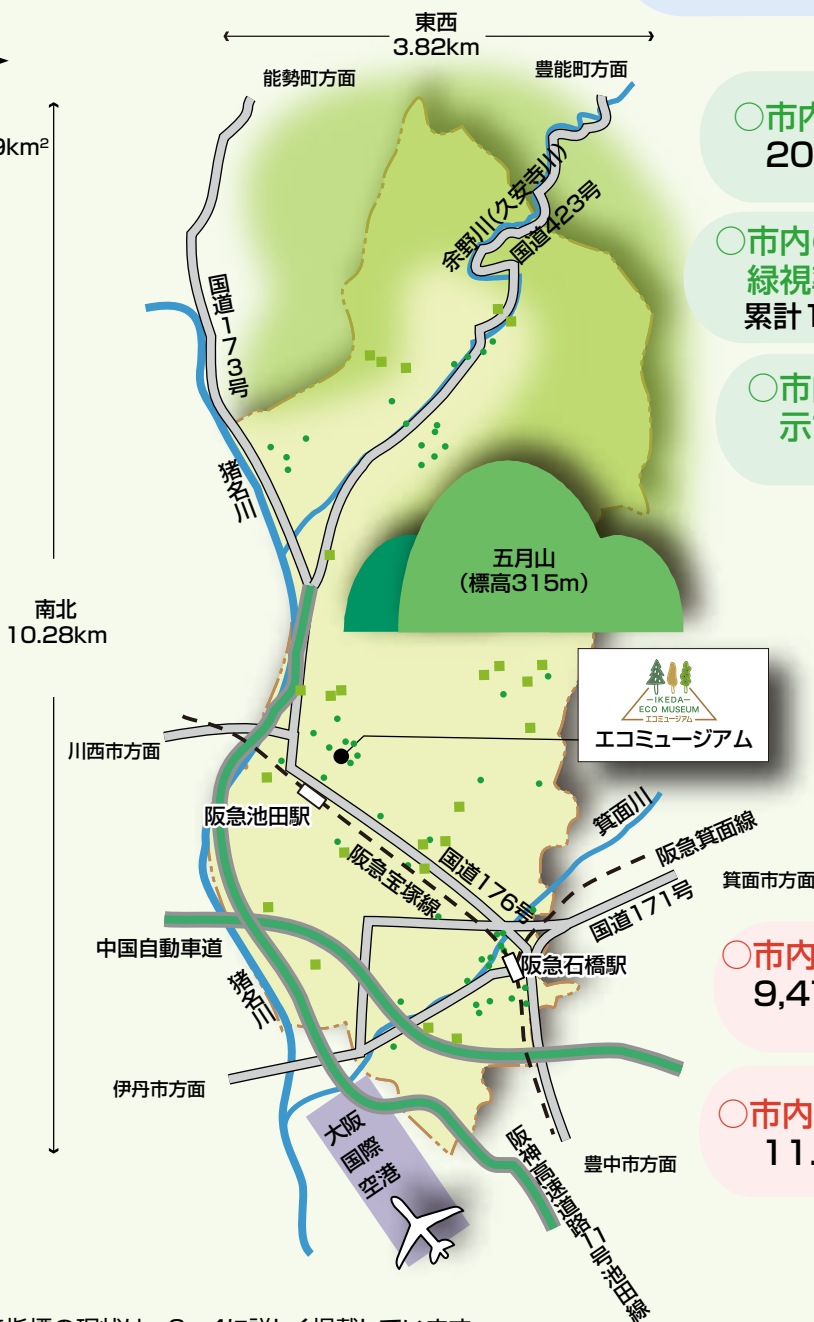 東西
3.82km
能勢町方面
豊能町方面
9km²
○市内
20
余野川(久安寺川)
国道423号
○市内の
緑視率
累計1
国道173号
○市
示
猪名川
五月山
(標高315m)
南北
10.28km
IKEDA
ECO MUSEUM
エコミュージアム
エコミュージアム
川西市方面
阪急池田駅
箕面川
阪急箕面線
阪急宝塚線
国道176号
箕面市方面
国道171号
中国自動車道
阪急石橋駅
○市内
9,4
猪名川
伊丹市方面
○市内
11.
大阪
国際
空港
豊中市方面
阪神高速道路11号池田線